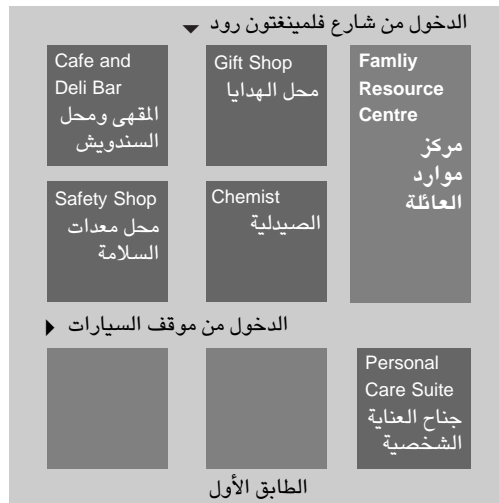 الدخول من شارع فلمينغتون رود
Cafe and
Deli Bar
المقهى ومحل
السندويش
Gift Shop
محل الهدايا
Famliy
Resource
Centre
مركز
موارد
العائلة
Safety Shop
محل معدات
السلامة
Chemist
الصيدلية
الدخول من موقف السيارات
Personal
Care Suite
جناح العناية
الشخصية
الطابق الأول